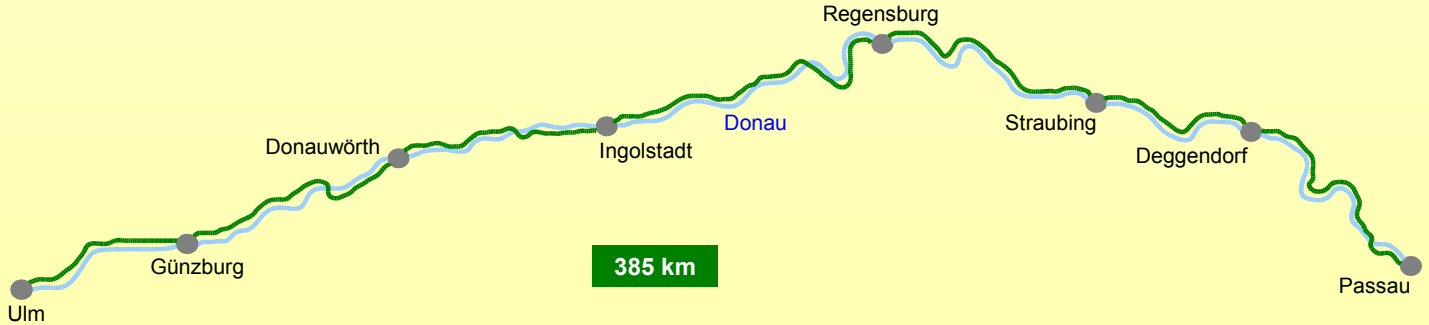 Regensburg
Donau
Straubing
Donauwörth
Ingolstadt
Deggendorf
Günzburg
385 km
Passau
Ulm